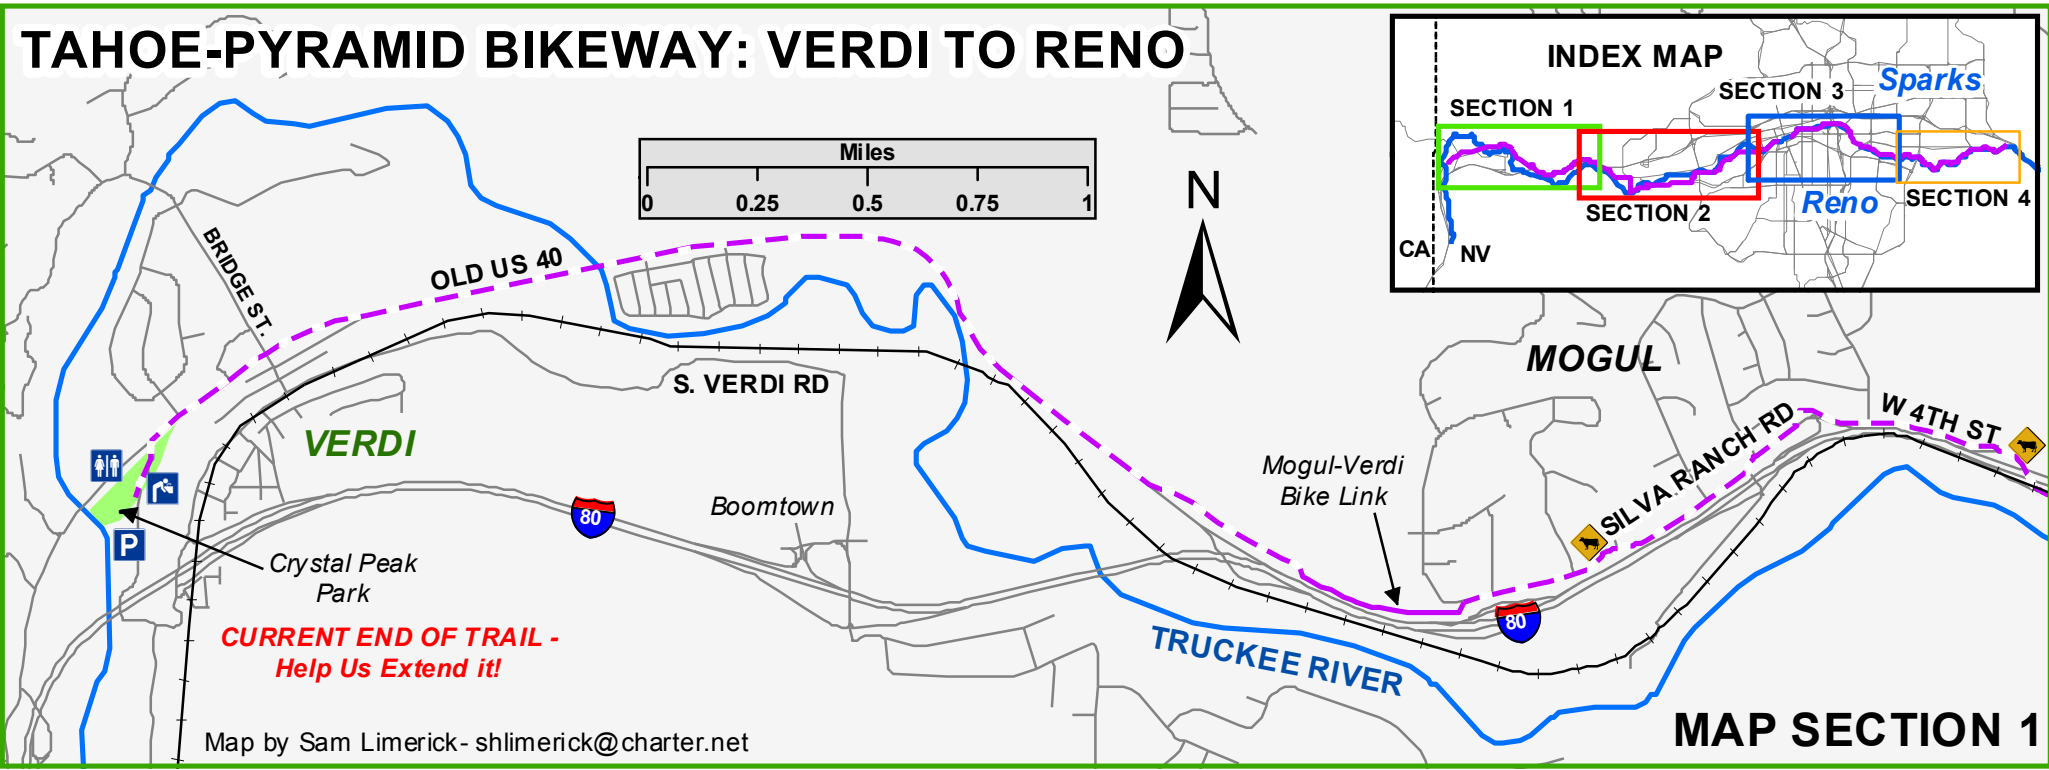 TAHOE-PYRAMID BIKEWAY: VERDI TO RENO
INDEX MAP
Sparks
SECTION 3
SECTION 1
SECTION 2
Reno
SECTION 4
CA
NV
Miles
0 0.25 0.5 0.75 1
N
BRIDGE ST.
OLD US 40
S. VERDI RD
VERDI
MOGUL
W 4TH ST
SILVA RANCH RD
Mogul-Verdi
Bike Link
Boomtown
80
80
P
Crystal Peak
Park
CURRENT END OF TRAIL -
Help Us Extend it!
TRUCKEE RIVER
Map by Sam Limerick- shlimerick@charter.net
MAP SECTION 1